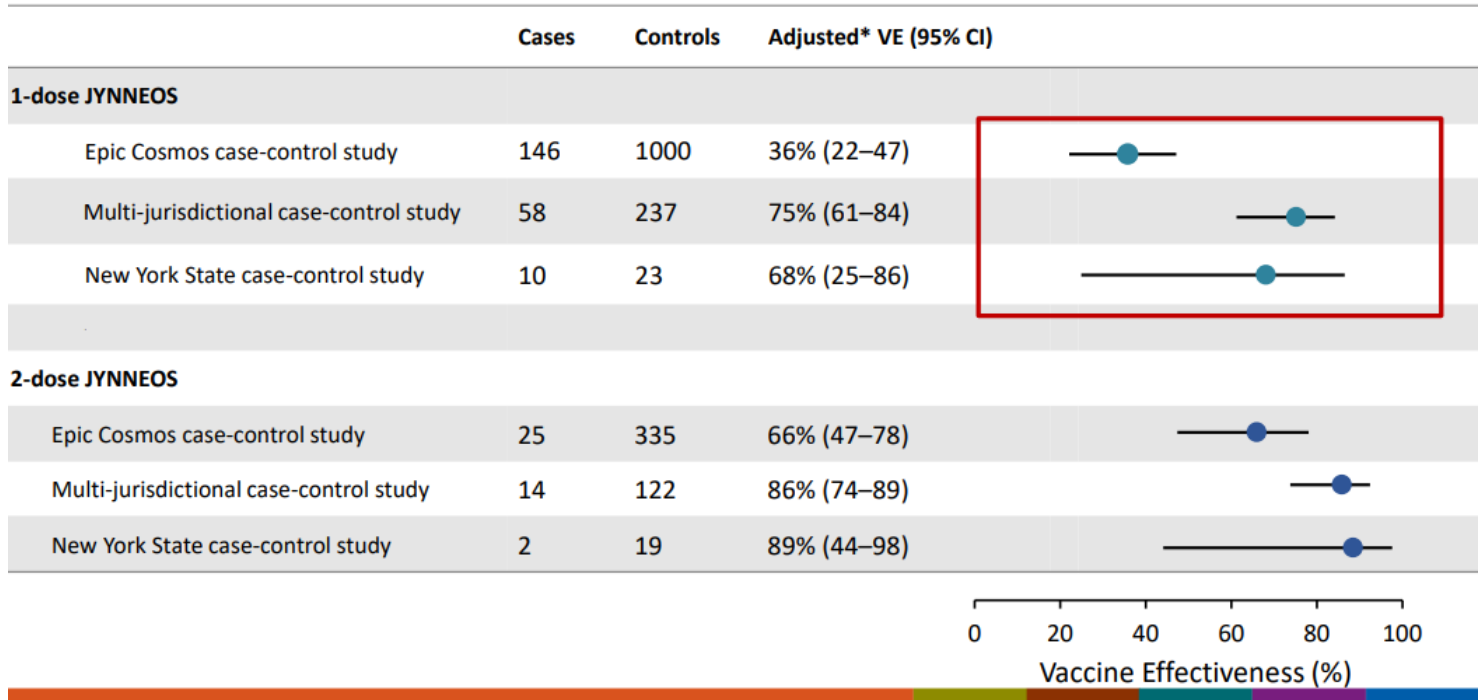 Cases Controls Adjusted* VE (95% CI)
1-dose JYNNEOS
Epic Cosmos case-control study 146 1000 36% (22–47)
Multi-jurisdictional case-control study 58 237 75% (61–84)
New York State case-control study 10 23 68% (25–86)
2-dose JYNNEOS
Epic Cosmos case-control study 25 335 66% (47–78)
Multi-jurisdictional case-control study 14 122 86% (74–89)
New York State case-control study 2 19 89% (44–98)
0 20 40 60 80 100
Vaccine Effectiveness (%)